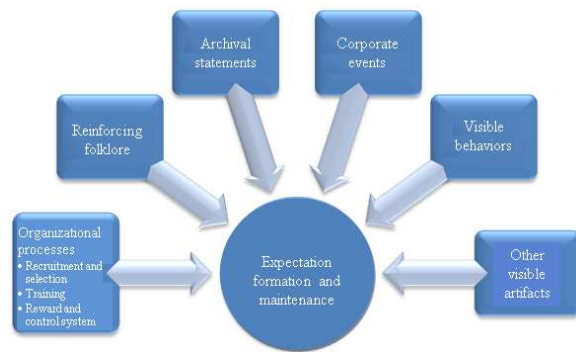 Archival
statements
Corporate
events
Reinforcing
folklore
Visible
behaviors
Organizational
processes
• Recruitment and
selection
• Training
• Reward and
control system
Expectation
formation and
maintenance
Other
visible
artifacts